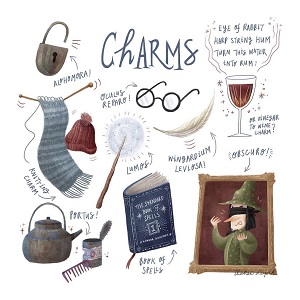 CHARMS
EYE OF RABBIT
HARP STRING HUM
TURN THIS WATER
INTO RUM!
ALOHOMORA!
OCULUS
REPARO!
OR VINEGAR
TO WINE?
CHARM!
KNITTING
CHARM
LUMOS!
WINGARDIUM
LEVIOSA!
OBSCURO!
PORTUS!
THE STANDARD
BOOK OF
SPELLS
1
BOOK OF
SPELLS